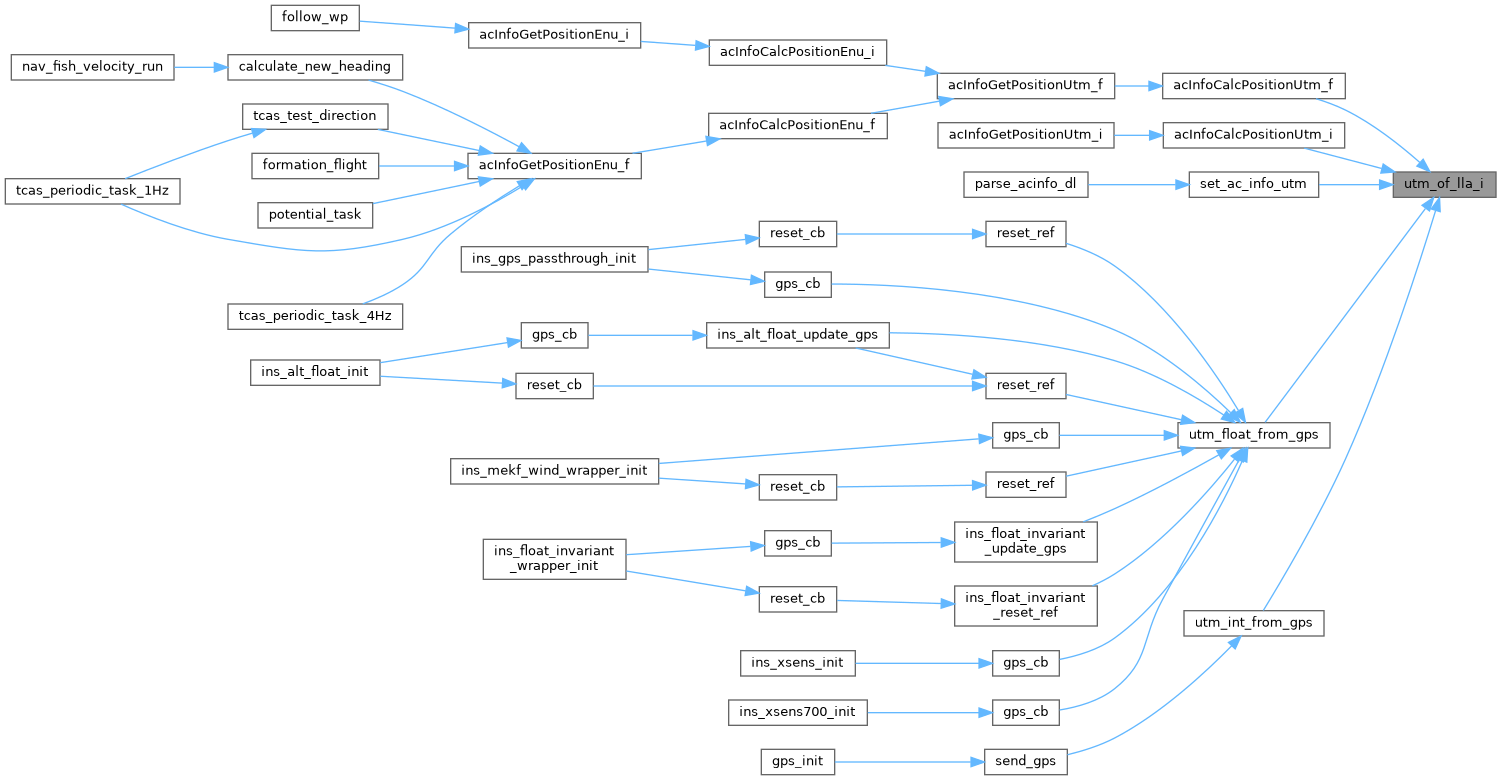 follow_wp
acInfoGetPositionEnu_i
acInfoCalcPositionEnu_i
nav_fish_velocity_run
calculate_new_heading
acInfoGetPositionUtm_f
acInfoCalcPositionUtm_f
tcas_test_direction
acInfoCalcPositionEnu_f
acInfoGetPositionUtm_i
acInfoCalcPositionUtm_i
formation_flight
acInfoGetPositionEnu_f
tcas_periodic_task_1Hz
parse_acinfo_dl
set_ac_info_utm
utm_of_lla_i
potential_task
reset_cb
reset_ref
ins_gps_passthrough_init
gps_cb
tcas_periodic_task_4Hz
gps_cb
ins_alt_float_update_gps
ins_alt_float_init
reset_cb
reset_ref
gps_cb
utm_float_from_gps
ins_mekf_wind_wrapper_init
reset_cb
reset_ref
ins_float_invariant
_wrapper_init
gps_cb
ins_float_invariant
_update_gps
reset_cb
ins_float_invariant
_reset_ref
utm_int_from_gps
ins_xsens_init
gps_cb
ins_xsens700_init
gps_cb
gps_init
send_gps